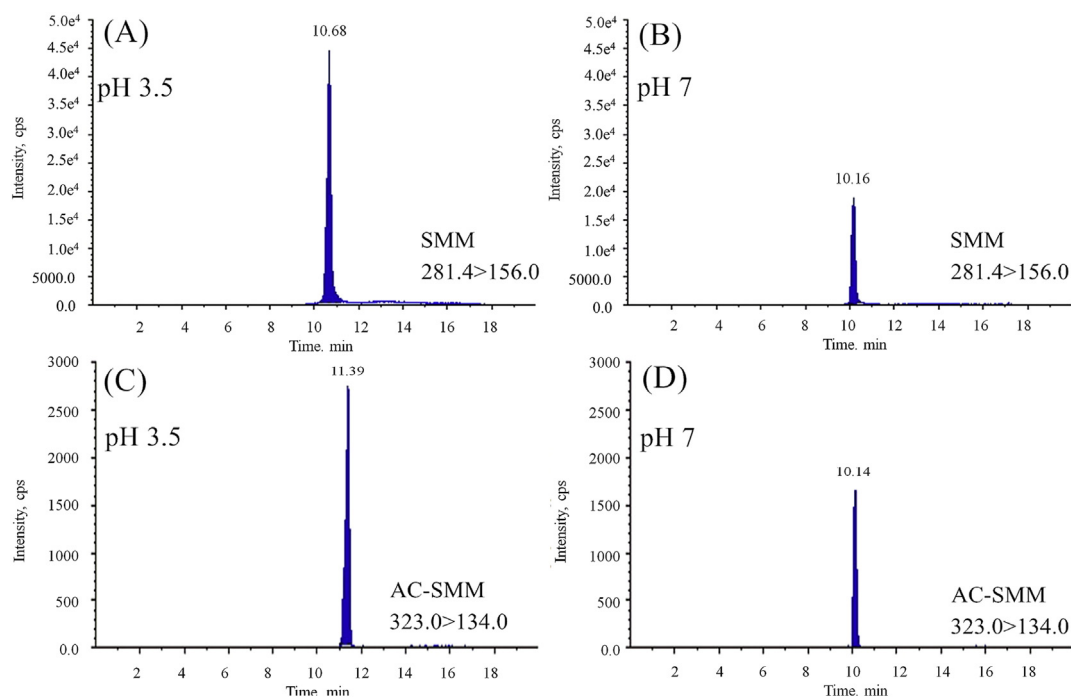 (A)
10.68
pH 3.5
SMM
281.4>156.0
Intensity, cps
5.0e⁴
4.5e⁴
4.0e⁴
3.5e⁴
3.0e⁴
2.5e⁴
2.0e⁴
1.5e⁴
1.0e⁴
5000.0
0.0
2 4 6 8 10 12 14 16 18
Time. min
(B)
pH 7
10.16
SMM
281.4>156.0
Intensity, cps
5.0e⁴
4.5e⁴
4.0e⁴
3.5e⁴
3.0e⁴
2.5e⁴
2.0e⁴
1.5e⁴
1.0e⁴
5000.0
0.0
2 4 6 8 10 12 14 16 18
Time. min
(C)
11.39
pH 3.5
AC-SMM
323.0>134.0
Intensity, cps
3000
2500
2000
1500
1000
500
0.0
2 4 6 8 10 12 14 16 18
Time. min
(D)
pH 7
10.14
AC-SMM
323.0>134.0
Intensity, cps
3000
2500
2000
1500
1000
500
0.0
2 4 6 8 10 12 14 16 18
Time. min